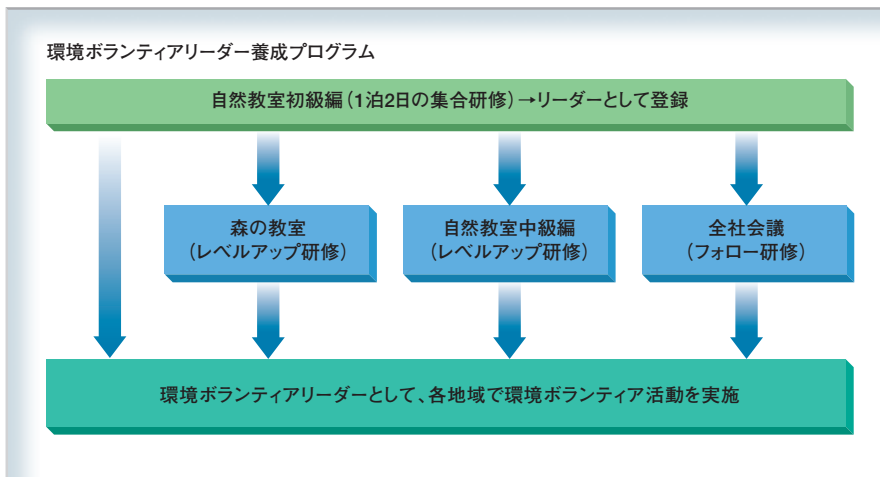 環境ボランティアリーダー養成プログラム
自然教室初級編（1泊2日の集合研修）→リーダーとして登録
森の教室
（レベルアップ研修）
自然教室中級編
（レベルアップ研修）
全社会議
（フォロー研修）
環境ボランティアリーダーとして、各地域で環境ボランティア活動を実施